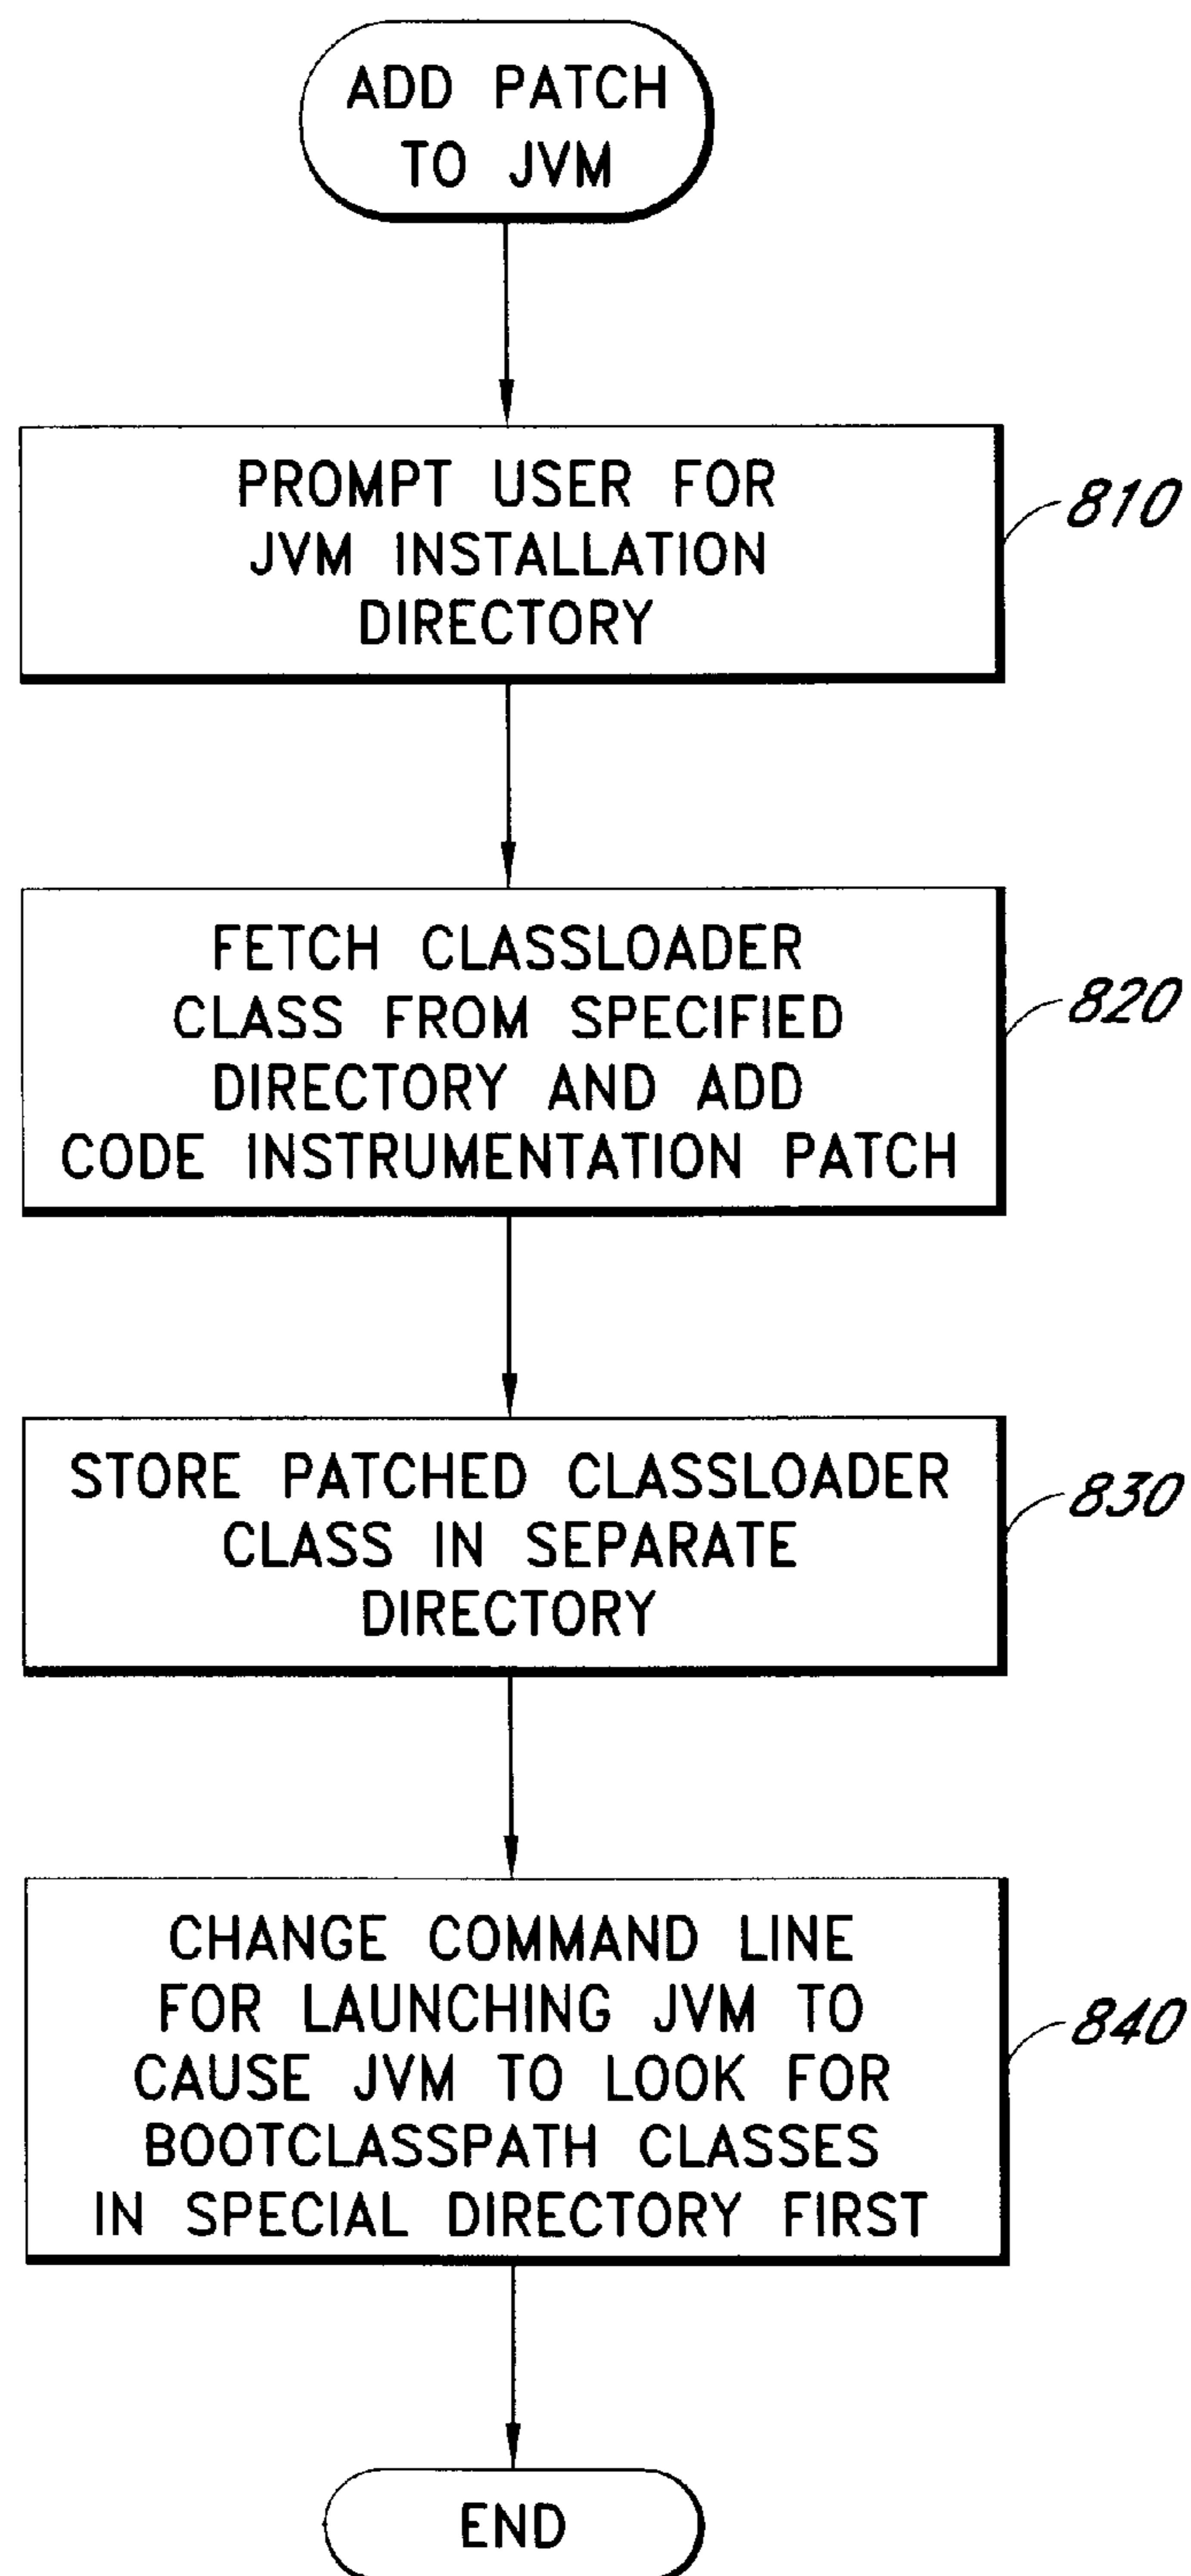 ADD PATCH
TO JVM
PROMPT USER FOR
JVM INSTALLATION
DIRECTORY
810
FETCH CLASSLOADER
CLASS FROM SPECIFIED
DIRECTORY AND ADD
CODE INSTRUMENTATION PATCH
820
STORE PATCHED CLASSLOADER
CLASS IN SEPARATE
DIRECTORY
830
CHANGE COMMAND LINE
FOR LAUNCHING JVM TO
CAUSE JVM TO LOOK FOR
BOOTCLASSPATH CLASSES
IN SPECIAL DIRECTORY FIRST
840
END